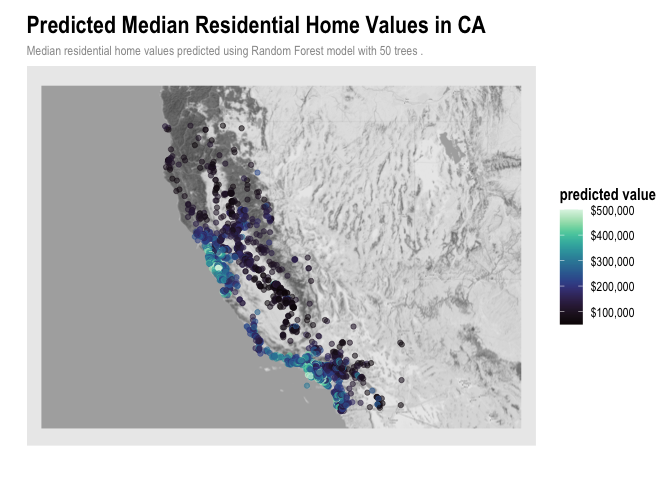 Predicted Median Residential Home Values in CA
Median residential home values predicted using Random Forest model with 50 trees .
predicted value
$500,000
$400,000
$300,000
$200,000
$100,000